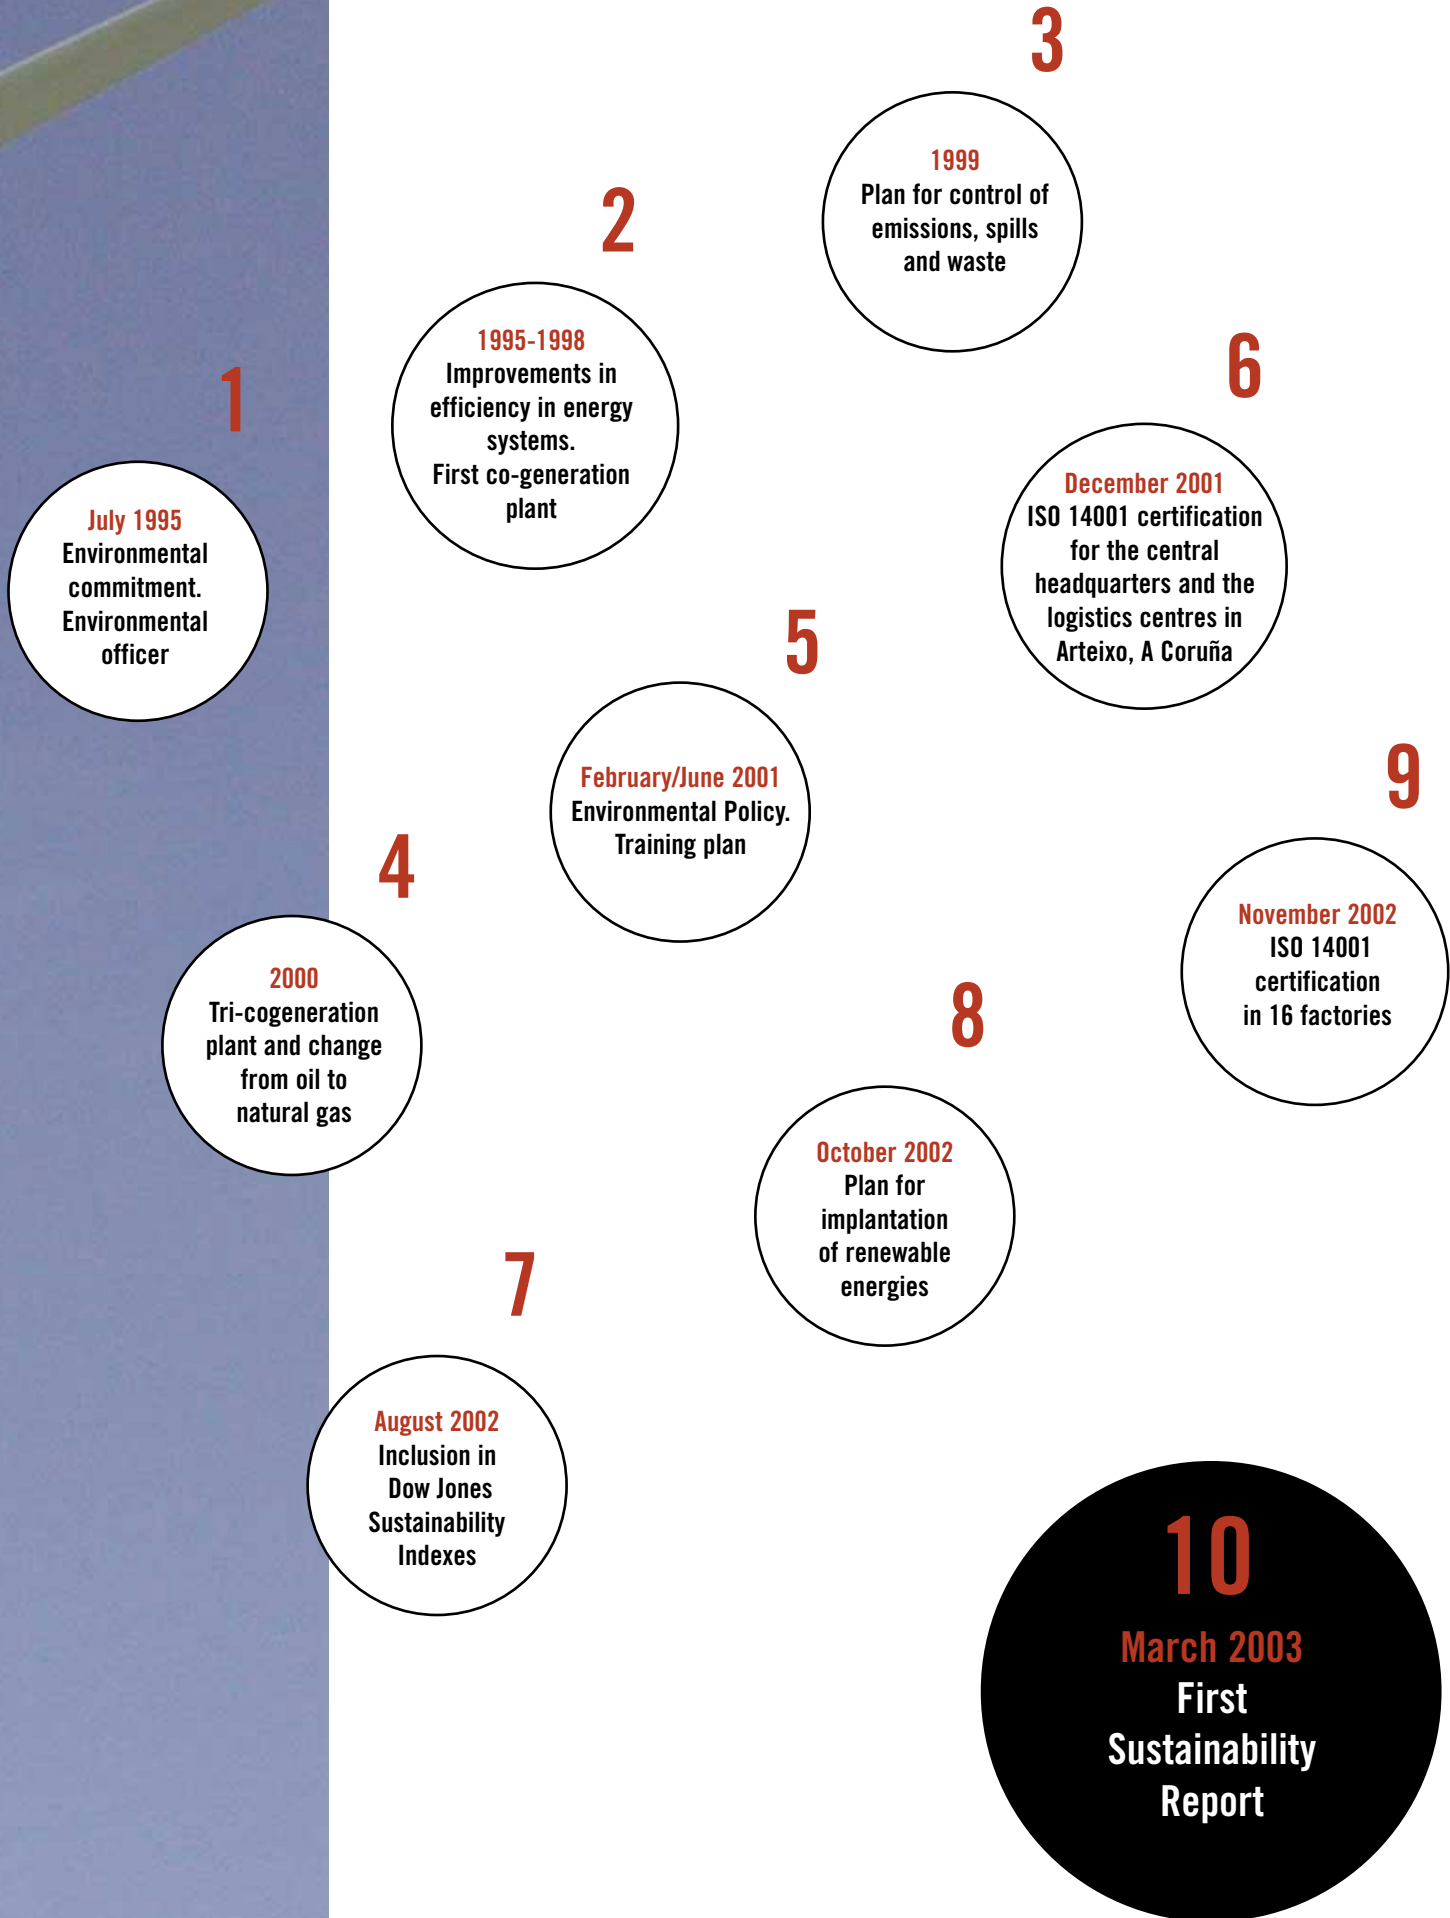 1
July 1995
Environmental
commitment.
Environmental
officer
2
1995-1998
Improvements in
efficiency in energy
systems.
First co-generation
plant
3
1999
Plan for control of
emissions, spills
and waste
4
2000
Tri-cogeneration
plant and change
from oil to
natural gas
5
February/June 2001
Environmental Policy.
Training plan
6
December 2001
ISO 14001 certification
for the central
headquarters and the
logistics centres in
Arteixo, A Coruña
7
August 2002
Inclusion in
Dow Jones
Sustainability
Indexes
8
October 2002
Plan for
implantation
of renewable
energies
9
November 2002
ISO 14001
certification
in 16 factories
10
March 2003
First
Sustainability
Report